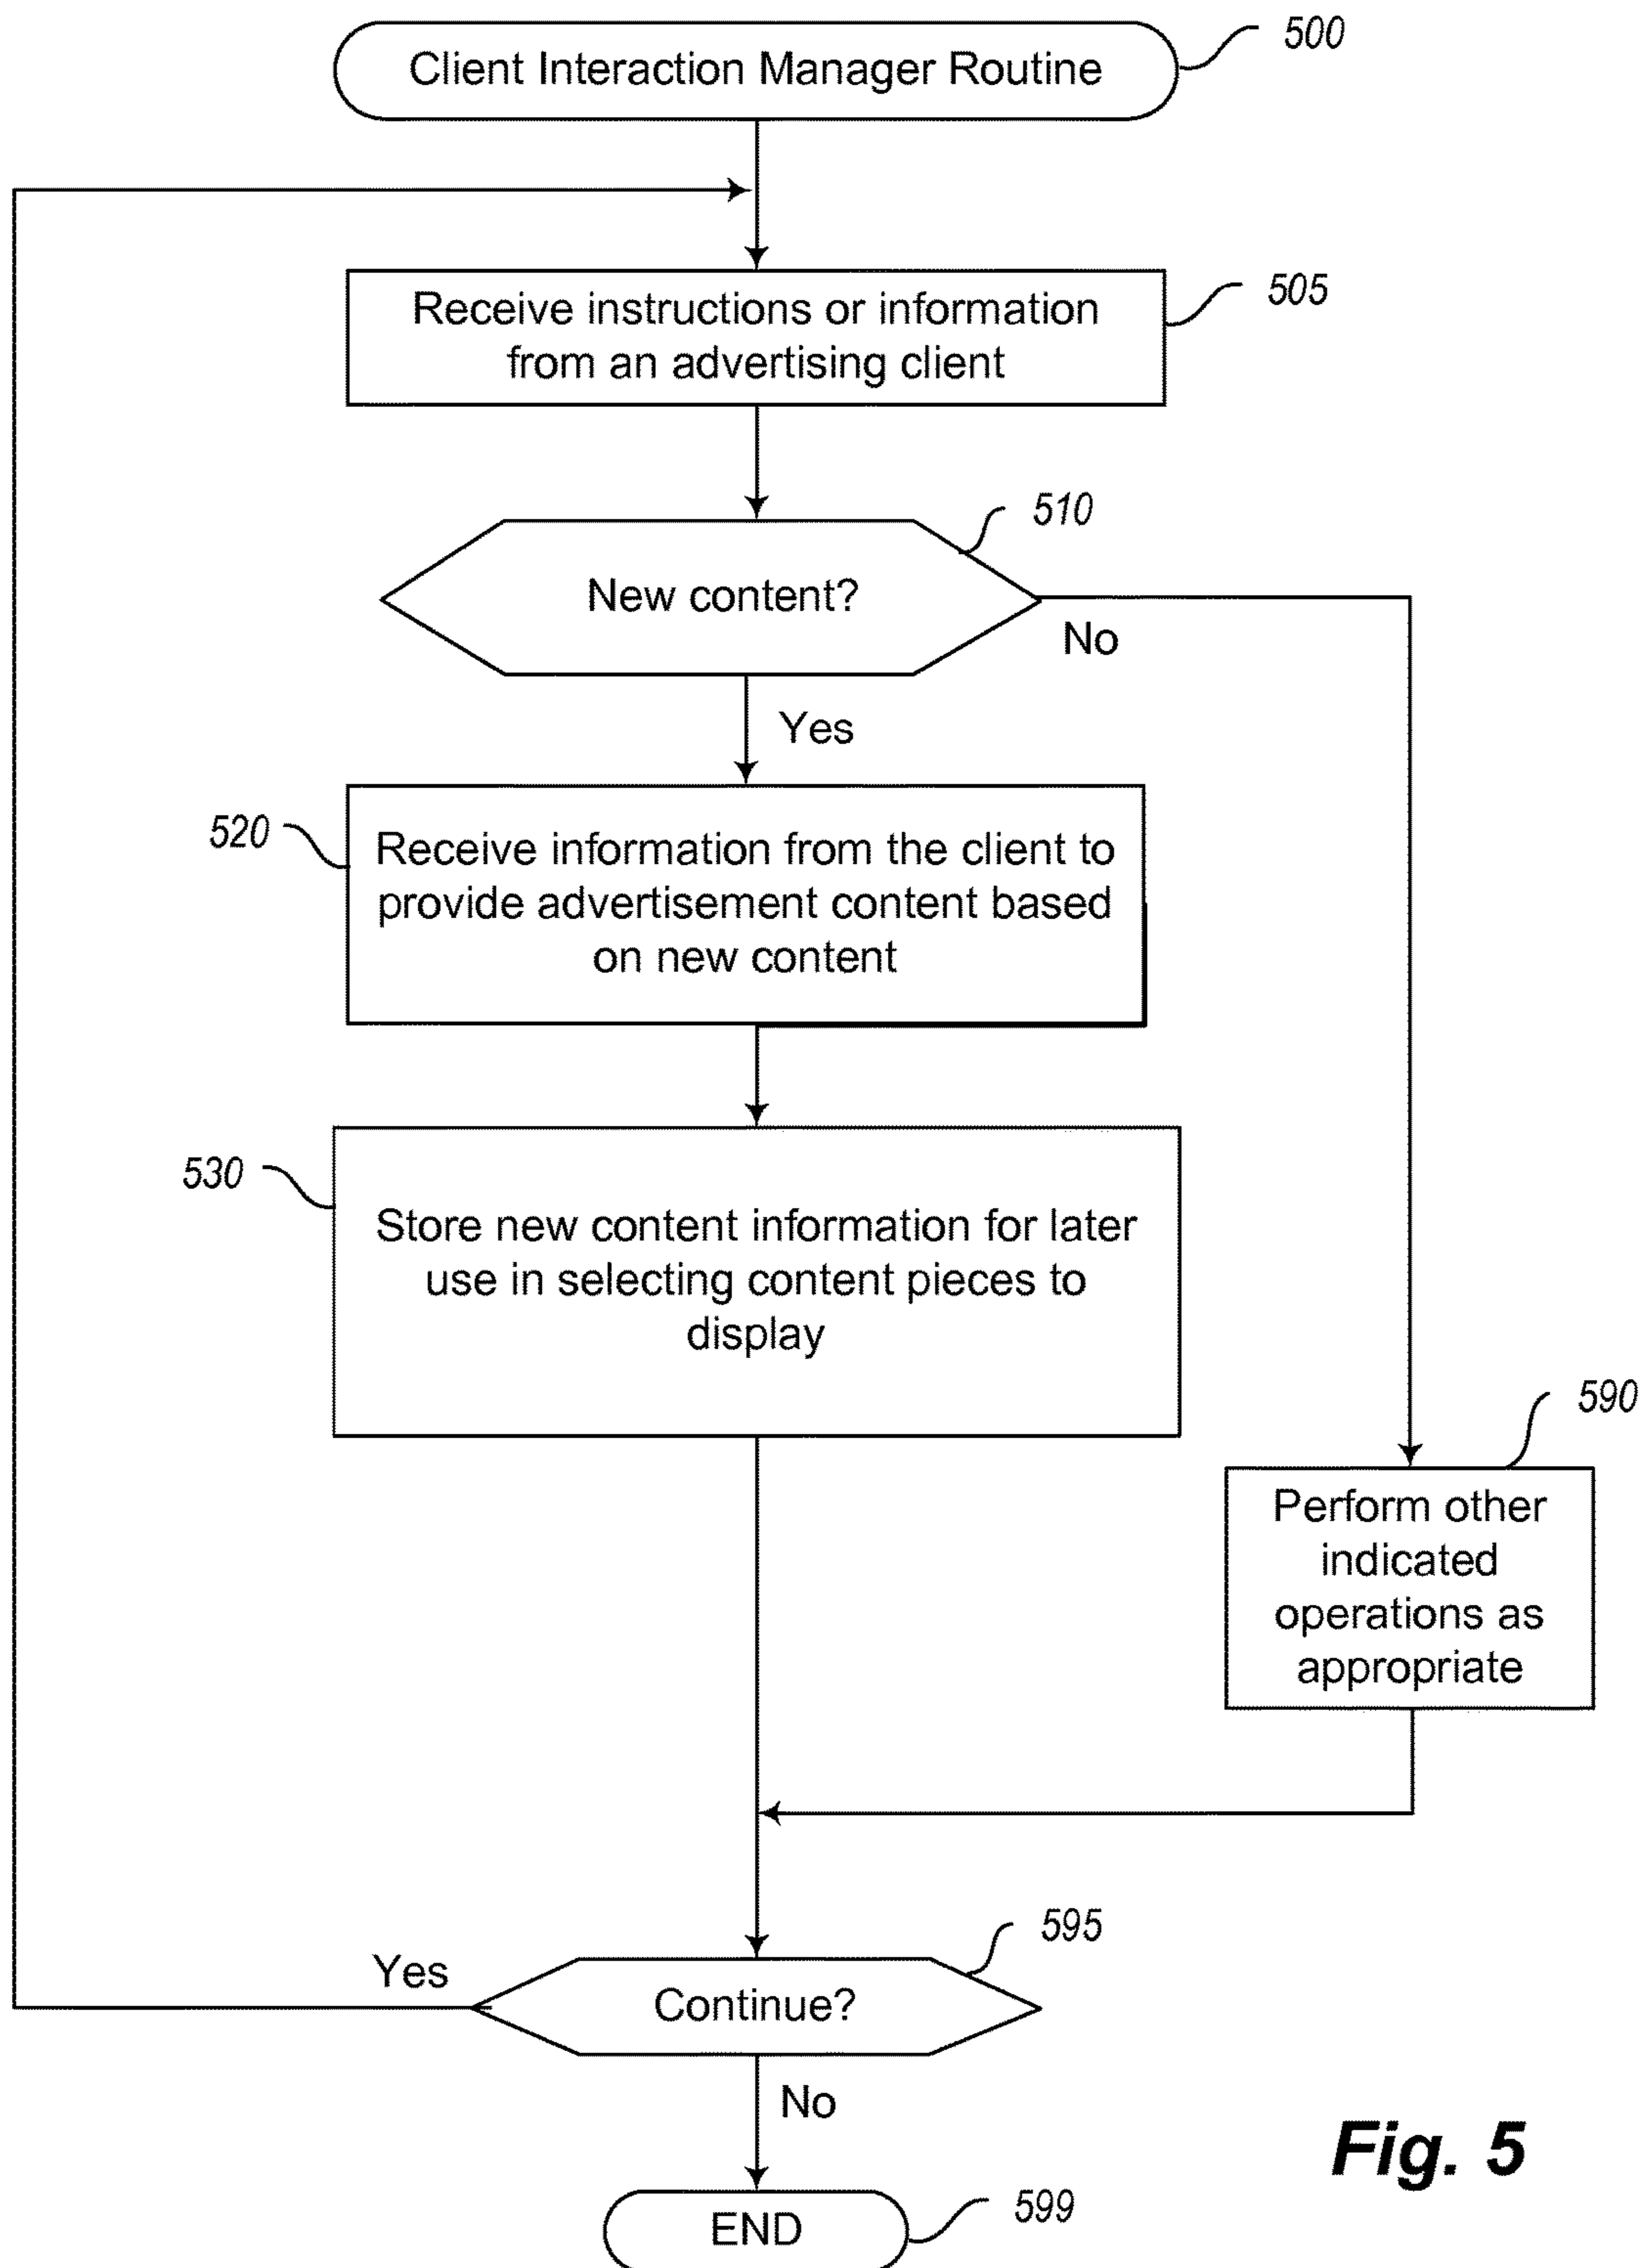 Client Interaction Manager Routine
500
Receive instructions or information
from an advertising client
505
510
New content?
No
Yes
520
Receive information from the client to
provide advertisement content based
on new content
530
Store new content information for later
use in selecting content pieces to
display
590
Perform other
indicated
operations as
appropriate
595
Yes
Continue?
No
Fig. 5
END
599